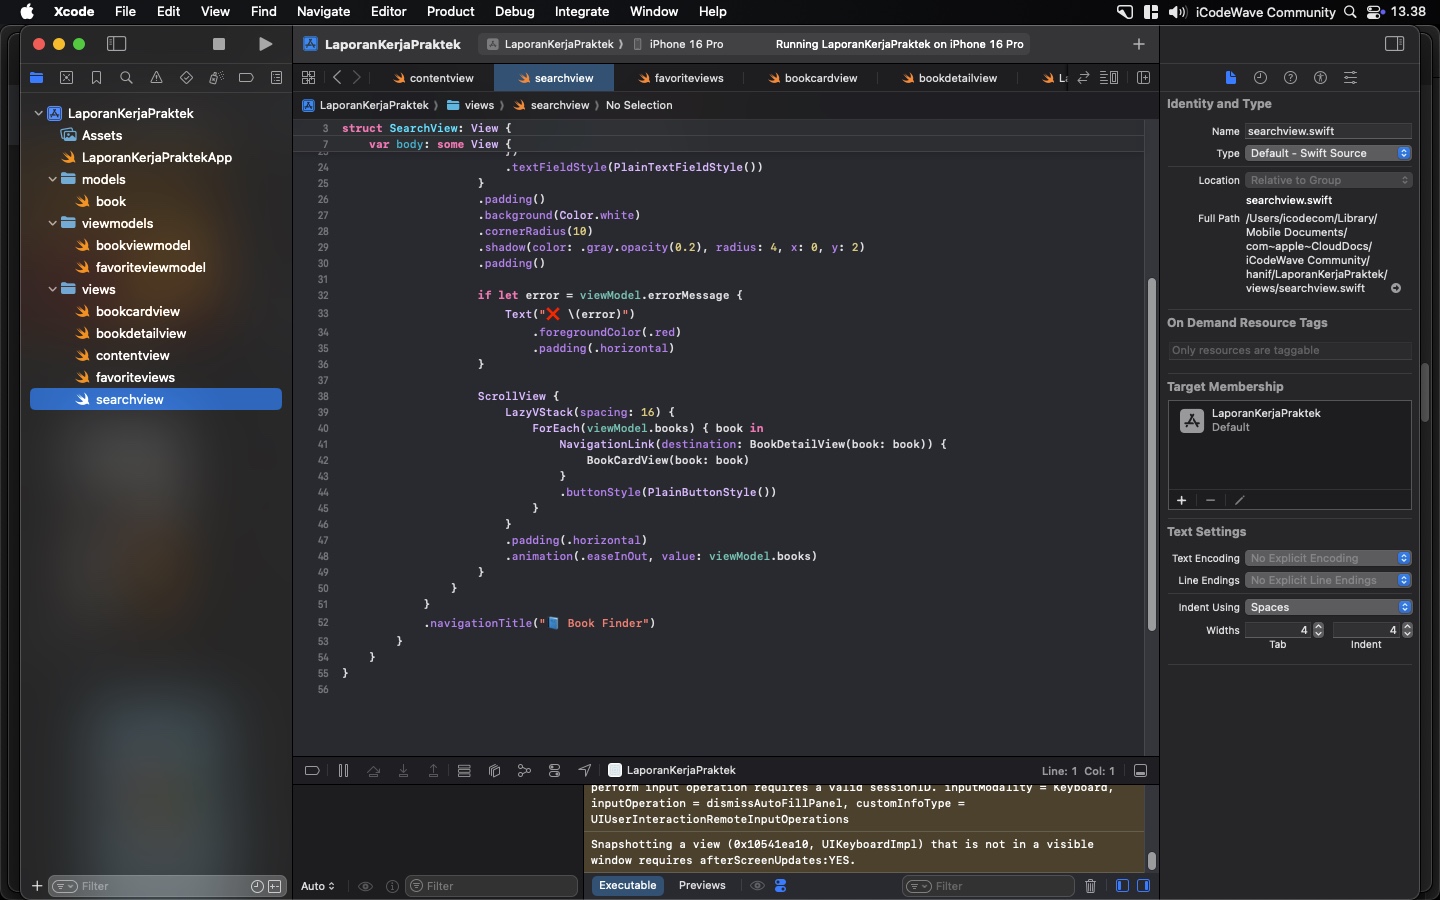 Xcode File Edit View Find Navigate Editor Product Debug Integrate Window Help iCodeWave Community 13.38
LaporanKerjaPraktek LaporanKerjaPraktek iPhone 16 Pro Running LaporanKerjaPraktek on iPhone 16 Pro
contentview searchview favoriteviews bookcardview bookdetailview
LaporanKerjaPraktek views searchview No Selection
LaporanKerjaPraktek
Assets
LaporanKerjaPraktekApp
models
book
viewmodels
bookviewmodel
favoriteviewmodel
views
bookcardview
bookdetailview
contentview
favoriteviews
searchview
Filter
3 struct SearchView: View {
7 var body: some View {
24 .textFieldStyle(PlainTextFieldStyle())
25 }
26 .padding()
27 .background(Color.white)
28 .cornerRadius(10)
29 .shadow(color: .gray.opacity(0.2), radius: 4, x: 0, y: 2)
30 .padding()
31
32 if let error = viewModel.errorMessage {
33 Text("❌ \(error)")
34 .foregroundColor(.red)
35 .padding(.horizontal)
36 }
37
38 ScrollView {
39 LazyVStack(spacing: 16) {
40 ForEach(viewModel.books) { book in
41 NavigationLink(destination: BookDetailView(book: book)) {
42 BookCardView(book: book)
43 }
44 .buttonStyle(PlainButtonStyle())
45 }
46 }
47 .padding(.horizontal)
48 .animation(.easeInOut, value: viewModel.books)
49 }
50 }
51 }
52 .navigationTitle("📘 Book Finder")
53 }
54 }
55 }
56
LaporanKerjaPraktek Line: 1 Col: 1
perform input operation requires a valid sessionID. inputModality = Keyboard,
inputOperation = dismissAutoFillPanel, customInfoType =
UIUserInteractionRemoteInputOperations
Snapshotting a view (0x10541ea10, UIKeyboardImpl) that is not in a visible
window requires afterScreenUpdates:YES.
Auto Filter Executable Previews Filter
Identity and Type
Name searchview.swift
Type Default - Swift Source
Location Relative to Group
searchview.swift
Full Path /Users/icodecom/Library/
Mobile Documents/
com~apple~CloudDocs/
iCodeWave Community/
hanif/LaporanKerjaPraktek/
views/searchview.swift
On Demand Resource Tags
Only resources are taggable
Target Membership
LaporanKerjaPraktek
Default
Text Settings
Text Encoding No Explicit Encoding
Line Endings No Explicit Line Endings
Indent Using Spaces
Widths 4 4
Tab Indent